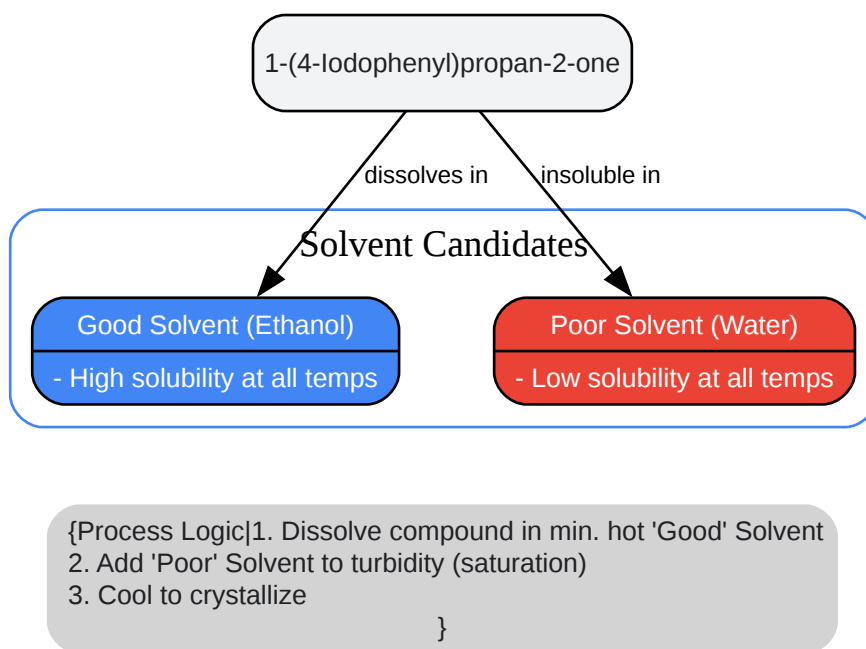 1-(4-Iodophenyl)propan-2-one
dissolves in
insoluble in
Solvent Candidates
Good Solvent (Ethanol)
- High solubility at all temps
Poor Solvent (Water)
- Low solubility at all temps
{Process Logic|1. Dissolve compound in min. hot 'Good' Solvent
2. Add 'Poor' Solvent to turbidity (saturation)
3. Cool to crystallize
}